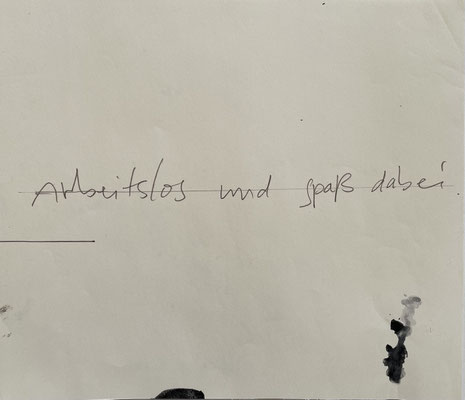 Arbeitslos und spaß dabei